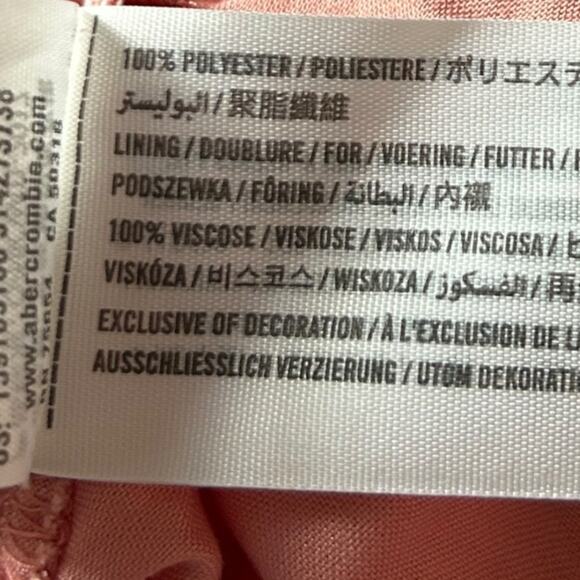 100% POLYESTER / POLIESTERE / ポリエステ
البوليستر / 聚脂纖維
LINING / DOUBLURE / FOR / VOERING / FUTTER /
PODSZEWKA / FÔRING / البطانة / 內襯
100% VISCOSE / VISKOSE / VISKOS / VISCOSA /
VISKÓZA / 비스코스 / WISKOZA / الفسكوز / 再
EXCLUSIVE OF DECORATION / À L'EXCLUSION DE
AUSSCHLIESSLICH VERZIERUNG / UTOM DEKORATI
www.abercrombie.com
CA 50318